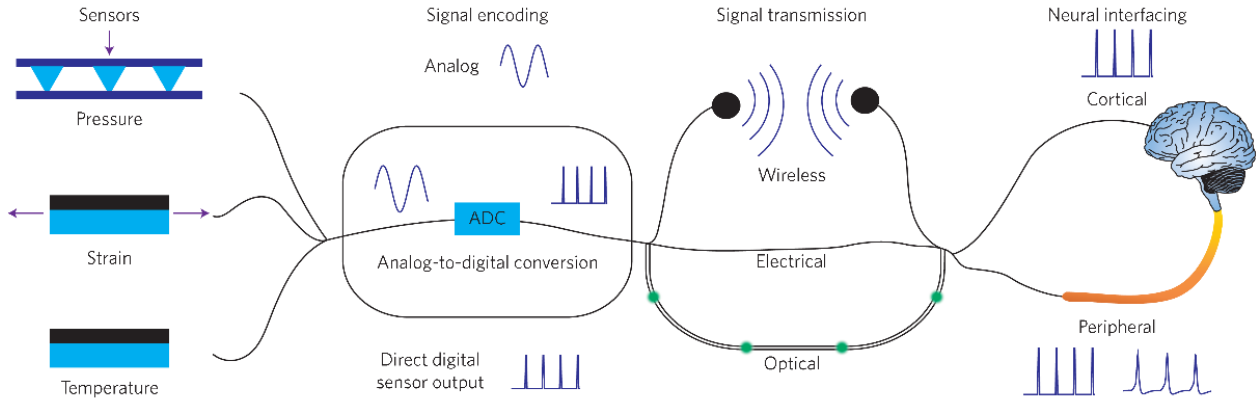 Sensors
Pressure
Strain
Temperature
Signal encoding
Analog
ADC
Analog-to-digital conversion
Direct digital
sensor output
Signal transmission
Wireless
Electrical
Optical
Neural interfacing
Cortical
Peripheral